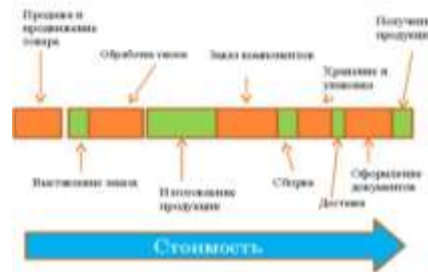 Продажа и
продвижение
товара
Обработка заказа
Заказ компонентов
Хранение и
упаковка
Получение
продукции
Выставление заказа
Изготовление
продукции
Сборка
Доставка
Оформление
документов
Стоимость